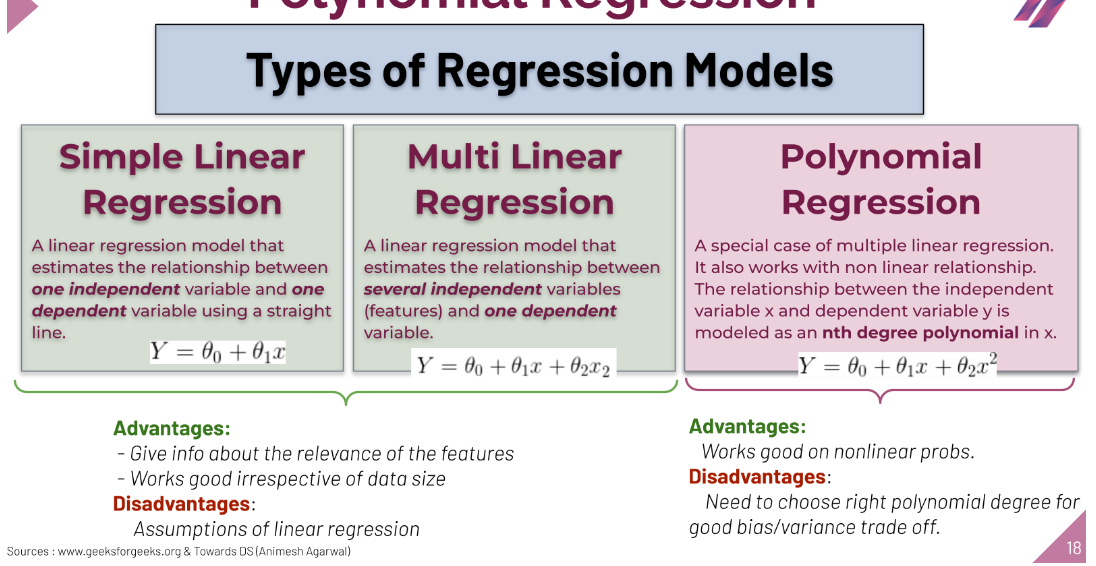 Polynomial Regression
Types of Regression Models
Simple Linear
Regression
A linear regression model that
estimates the relationship between
one independent variable and one
dependent variable using a straight
line.
Y = θ₀ + θ₁x
Multi Linear
Regression
A linear regression model that
estimates the relationship between
several independent variables
(features) and one dependent
variable.
Y = θ₀ + θ₁x + θ₂x₂
Polynomial
Regression
A special case of multiple linear regression.
It also works with non linear relationship.
The relationship between the independent
variable x and dependent variable y is
modeled as an nth degree polynomial in x.
Y = θ₀ + θ₁x + θ₂x²
Advantages:
- Give info about the relevance of the features
- Works good irrespective of data size
Disadvantages:
Assumptions of linear regression
Advantages:
Works good on nonlinear probs.
Disadvantages:
Need to choose right polynomial degree for
good bias/variance trade off.
Sources : www.geeksforgeeks.org & Towards DS (Animesh Agarwal)
18